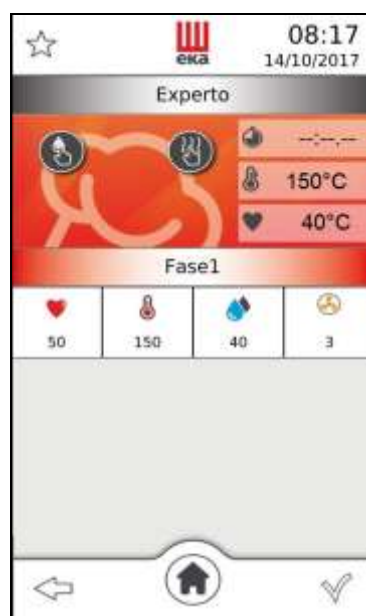 08:17
eka
14/10/2017
Experto
--:--.--
150°C
40°C
Fase1
50 150 40 3